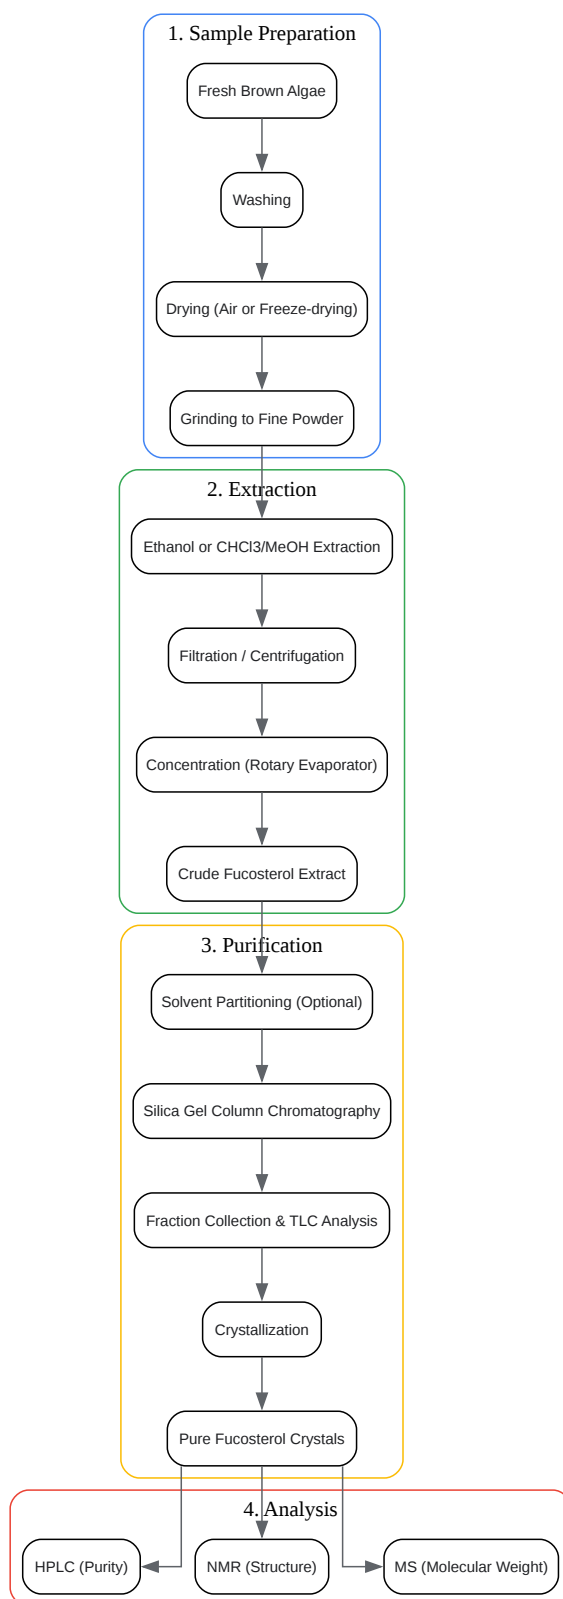 1. Sample Preparation
Fresh Brown Algae
Washing
Drying (Air or Freeze-drying)
Grinding to Fine Powder
2. Extraction
Ethanol or CHCl3/MeOH Extraction
Filtration / Centrifugation
Concentration (Rotary Evaporator)
Crude Fucosterol Extract
3. Purification
Solvent Partitioning (Optional)
Silica Gel Column Chromatography
Fraction Collection & TLC Analysis
Crystallization
Pure Fucosterol Crystals
4. Analysis
HPLC (Purity)
NMR (Structure)
MS (Molecular Weight)